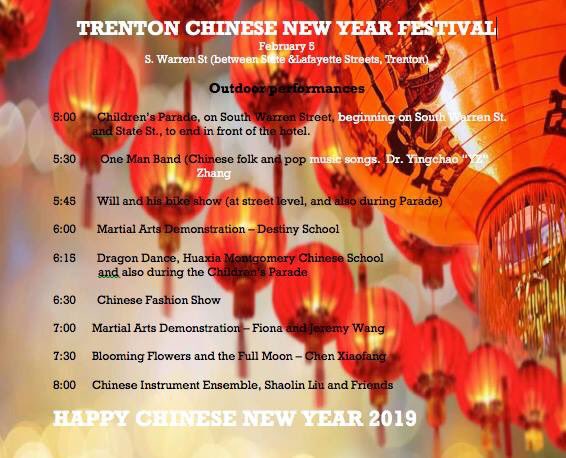 TRENTON CHINESE NEW YEAR FESTIVAL
February 5
S. Warren St (between State &Lafayette Streets, Trenton)
Outdoor performances
5:00 Children's Parade, on South Warren Street, beginning on South Warren St.
and State St., to end in front of the hotel.
5:30 One Man Band (Chinese folk and pop music songs. Dr. Yingchao "YZ"
Zhang
5:45 Will and his bike show (at street level, and also during Parade)
6:00 Martial Arts Demonstration – Destiny School
6:15 Dragon Dance, Huaxia Montgomery Chinese School
and also during the Children's Parade
6:30 Chinese Fashion Show
7:00 Martial Arts Demonstration – Fiona and Jeremy Wang
7:30 Blooming Flowers and the Full Moon – Chen Xiaofang
8:00 Chinese Instrument Ensemble, Shaolin Liu and Friends
HAPPY CHINESE NEW YEAR 2019